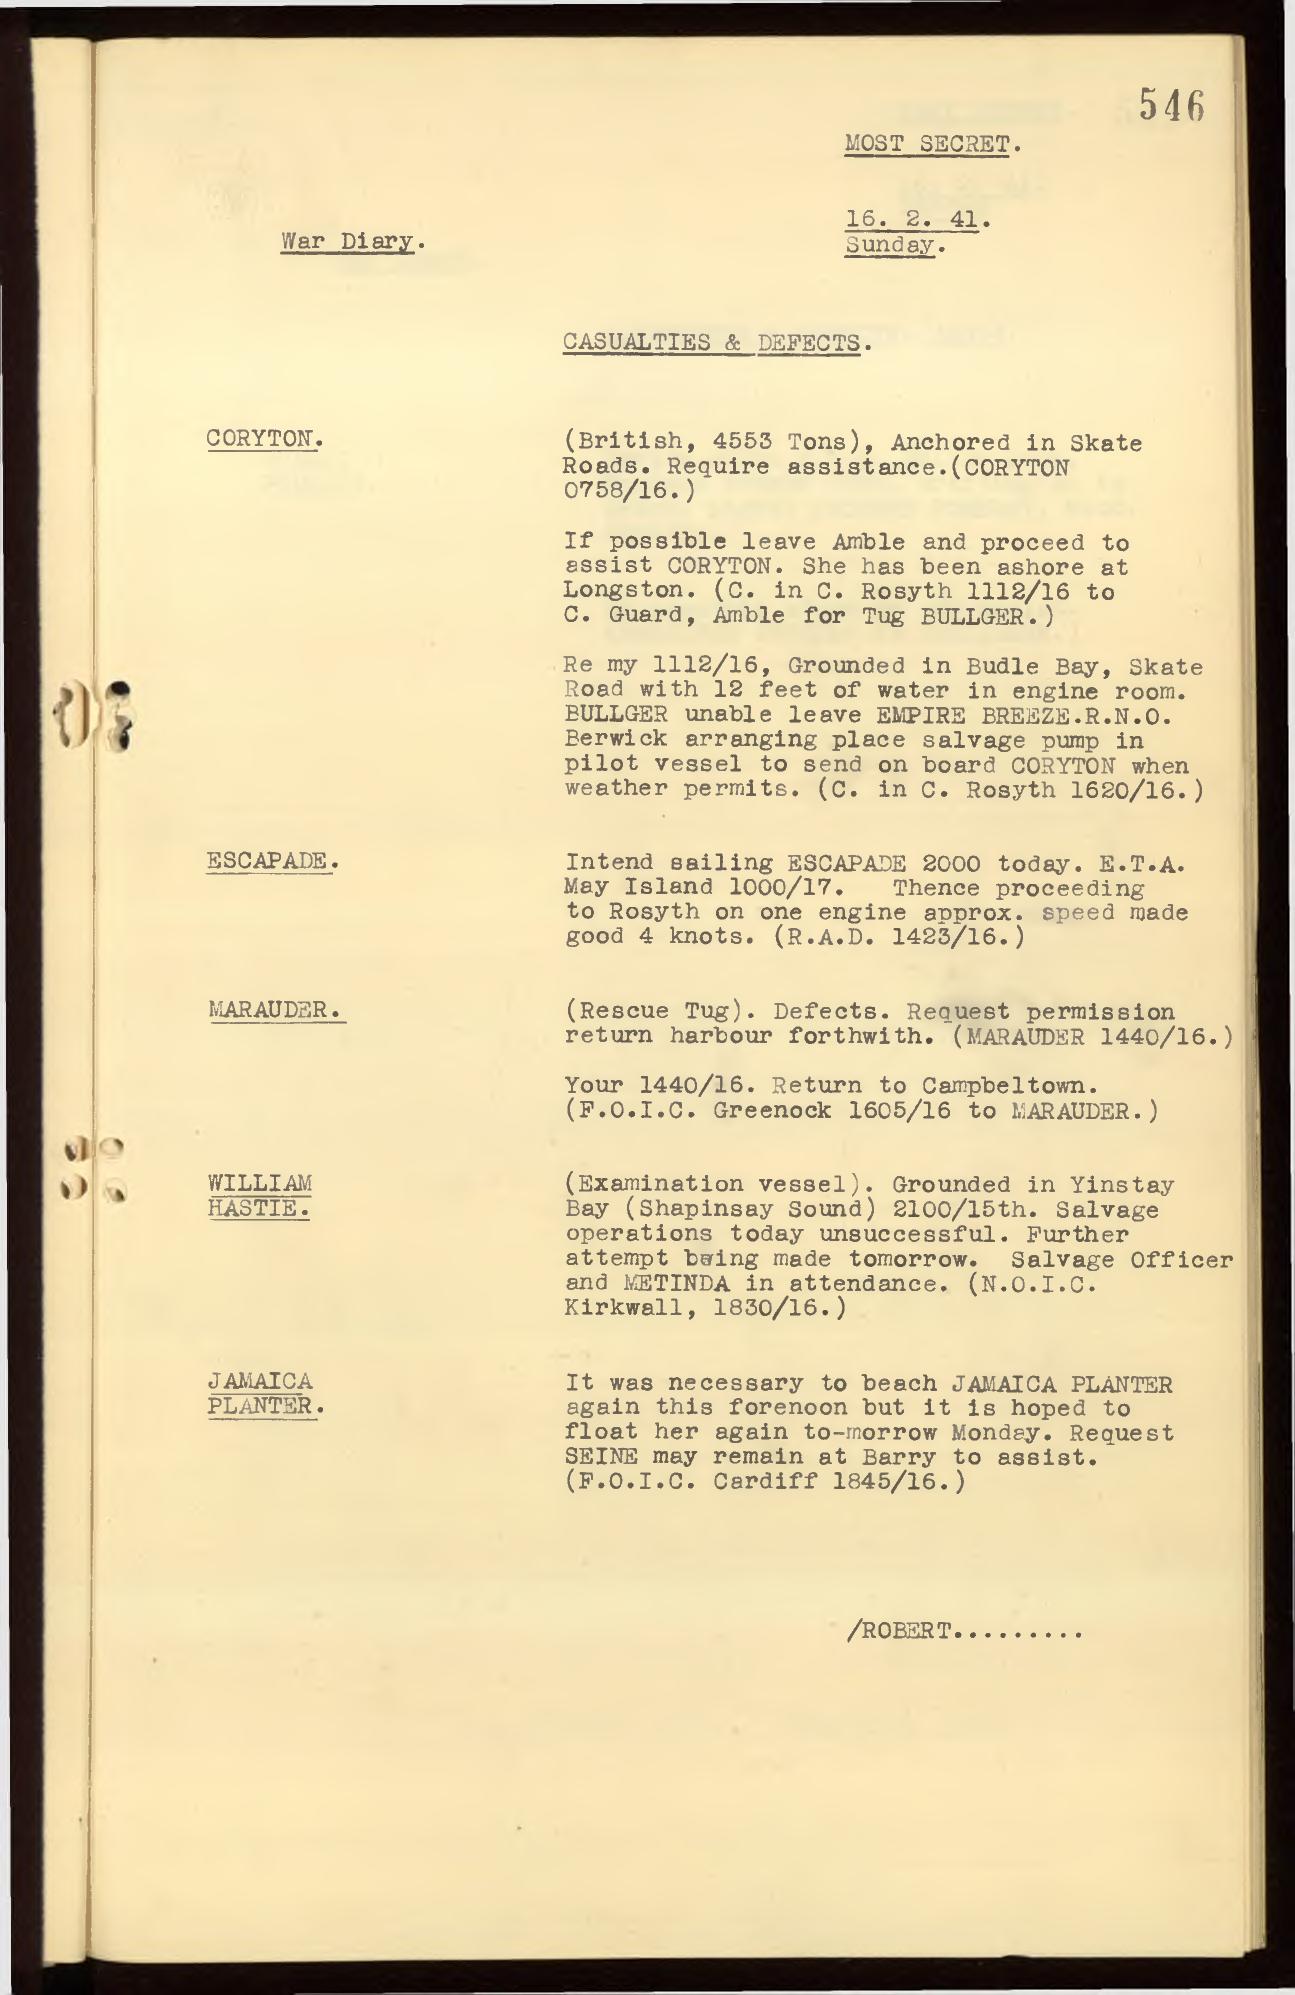 546
MOST SECRET.
16. 2. 41.
War Diary.
Sunday.
CASUALTIES & DEFECTS.
CORYTON.
(British, 4553 Tons), Anchored in Skate
Roads. Require assistance.(CORYTON
0758/16.)
If possible leave Amble and proceed to
assist CORYTON. She has been ashore at
Longston. (C. in C. Rosyth 1112/16 to
C. Guard, Amble for Tug BULLGER.)
Re my 1112/16, Grounded in Budle Bay, Skate
Road with 12 feet of water in engine room.
BULLGER unable leave EMPIRE BREEZE.R.N.O.
Berwick arranging place salvage pump in
pilot vessel to send on board CORYTON when
weather permits. (C. in C. Rosyth 1620/16.)
ESCAPADE.
Intend sailing ESCAPADE 2000 today. E.T.A.
May Island 1000/17. Thence proceeding
to Rosyth on one engine approx. speed made
good 4 knots. (R.A.D. 1423/16.)
MARAUDER.
(Rescue Tug). Defects. Request permission
return harbour forthwith. (MARAUDER 1440/16.)
Your 1440/16. Return to Campbeltown.
(F.O.I.C. Greenock 1605/16 to MARAUDER.)
WILLIAM
HASTIE.
(Examination vessel). Grounded in Yinstay
Bay (Shapinsay Sound) 2100/15th. Salvage
operations today unsuccessful. Further
attempt being made tomorrow. Salvage Officer
and METINDA in attendance. (N.O.I.C.
Kirkwall, 1830/16.)
JAMAICA
PLANTER.
It was necessary to beach JAMAICA PLANTER
again this forenoon but it is hoped to
float her again to-morrow Monday. Request
SEINE may remain at Barry to assist.
(F.O.I.C. Cardiff 1845/16.)
/ROBERT.........